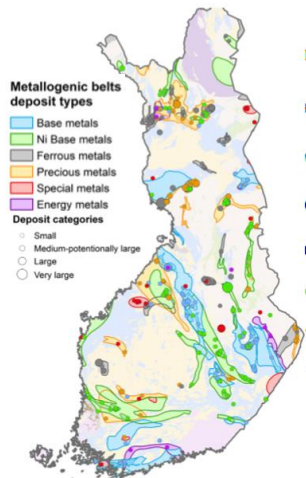 Metallogenic belts
deposit types
Base metals
Ni Base metals
Ferrous metals
Precious metals
Special metals
Energy metals
Deposit categories
Small
Medium-potentially large
Large
Very large